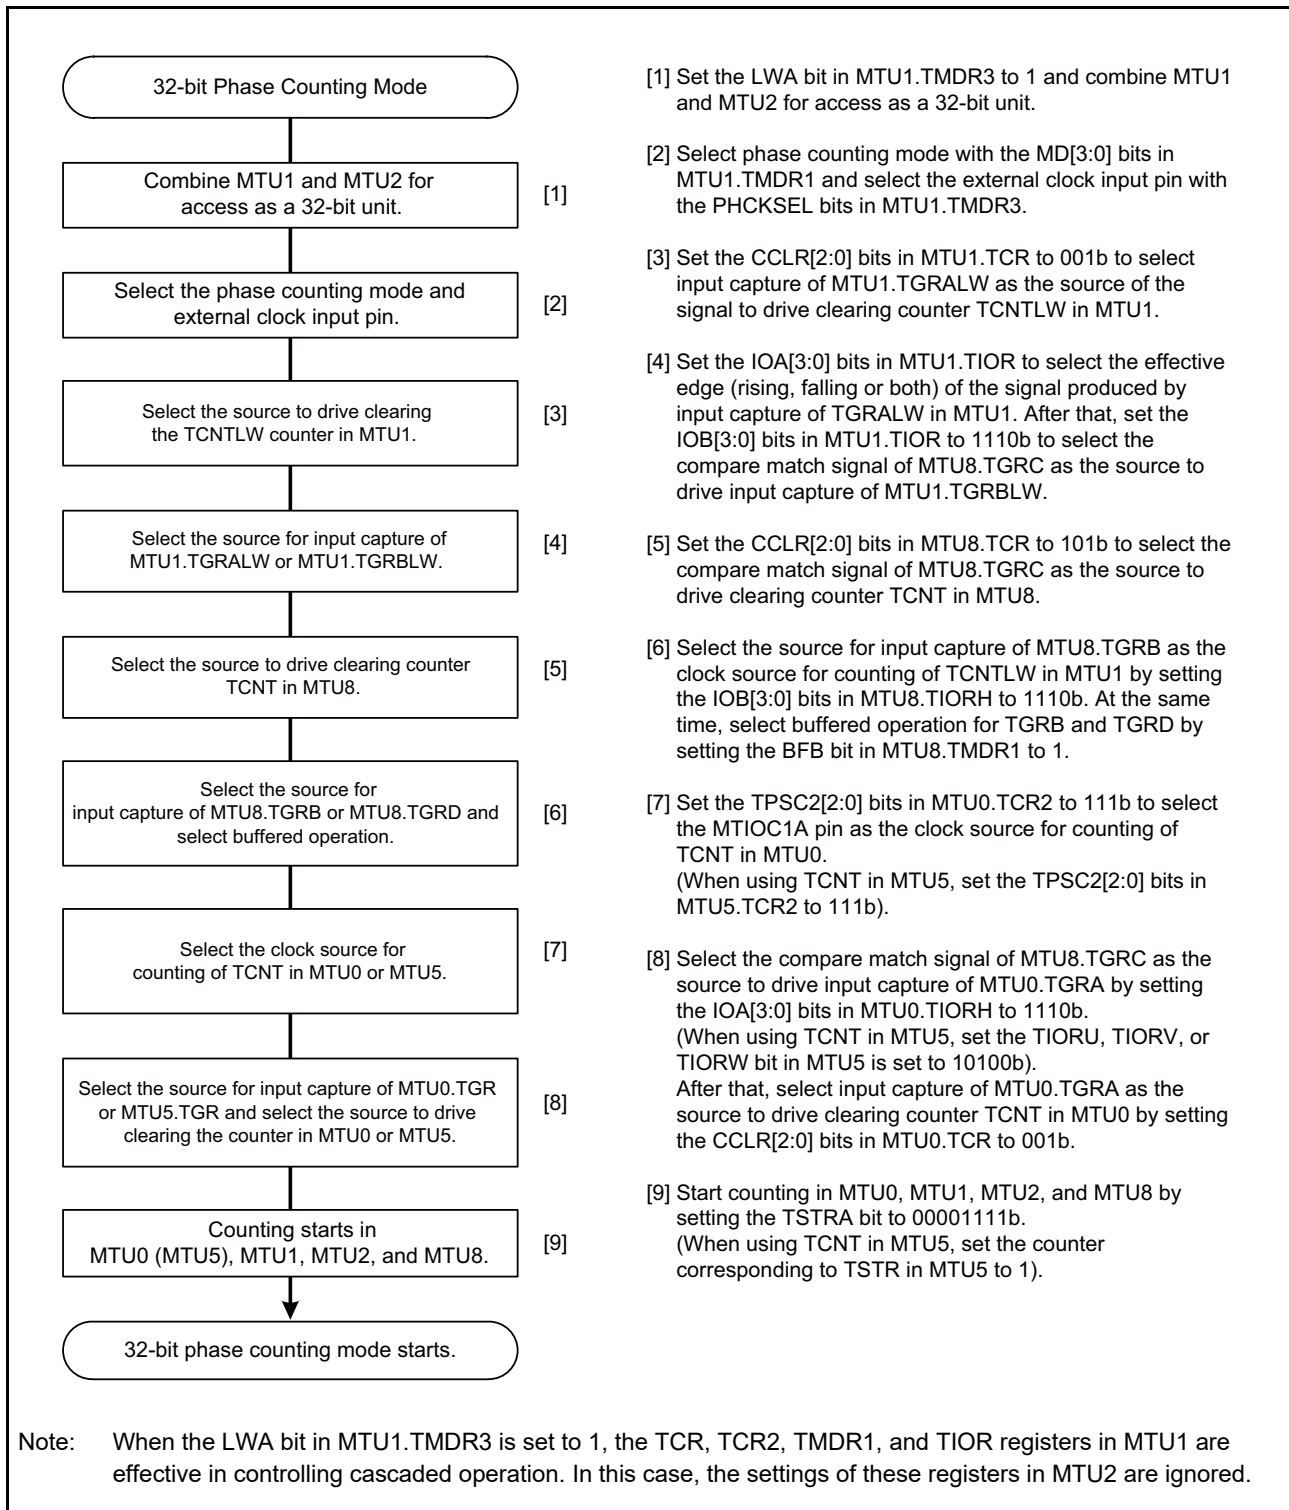 32-bit Phase Counting Mode
Combine MTU1 and MTU2 for
access as a 32-bit unit.
[1]
Select the phase counting mode and
external clock input pin.
[2]
Select the source to drive clearing
the TCNTLW counter in MTU1.
[3]
Select the source for input capture of
MTU1.TGRALW or MTU1.TGRBLW.
[4]
Select the source to drive clearing counter
TCNT in MTU8.
[5]
Select the source for
input capture of MTU8.TGRB or MTU8.TGRD and
select buffered operation.
[6]
Select the clock source for
counting of TCNT in MTU0 or MTU5.
[7]
Select the source for input capture of MTU0.TGR
or MTU5.TGR and select the source to drive
clearing the counter in MTU0 or MTU5.
[8]
Counting starts in
MTU0 (MTU5), MTU1, MTU2, and MTU8.
[9]
32-bit phase counting mode starts.
[1] Set the LWA bit in MTU1.TMDR3 to 1 and combine MTU1
and MTU2 for access as a 32-bit unit.
[2] Select phase counting mode with the MD[3:0] bits in
MTU1.TMDR1 and select the external clock input pin with
the PHCKSEL bits in MTU1.TMDR3.
[3] Set the CCLR[2:0] bits in MTU1.TCR to 001b to select
input capture of MTU1.TGRALW as the source of the
signal to drive clearing counter TCNTLW in MTU1.
[4] Set the IOA[3:0] bits in MTU1.TIOR to select the effective
edge (rising, falling or both) of the signal produced by
input capture of TGRALW in MTU1. After that, set the
IOB[3:0] bits in MTU1.TIOR to 1110b to select the
compare match signal of MTU8.TGRC as the source to
drive input capture of MTU1.TGRBLW.
[5] Set the CCLR[2:0] bits in MTU8.TCR to 101b to select the
compare match signal of MTU8.TGRC as the source to
drive clearing counter TCNT in MTU8.
[6] Select the source for input capture of MTU8.TGRB as the
clock source for counting of TCNTLW in MTU1 by setting
the IOB[3:0] bits in MTU8.TIORH to 1110b. At the same
time, select buffered operation for TGRB and TGRD by
setting the BFB bit in MTU8.TMDR1 to 1.
[7] Set the TPSC2[2:0] bits in MTU0.TCR2 to 111b to select
the MTIOC1A pin as the clock source for counting of
TCNT in MTU0.
(When using TCNT in MTU5, set the TPSC2[2:0] bits in
MTU5.TCR2 to 111b).
[8] Select the compare match signal of MTU8.TGRC as the
source to drive input capture of MTU0.TGRA by setting
the IOA[3:0] bits in MTU0.TIORH to 1110b.
(When using TCNT in MTU5, set the TIORU, TIORV, or
TIORW bit in MTU5 is set to 10100b).
After that, select input capture of MTU0.TGRA as the
source to drive clearing counter TCNT in MTU0 by setting
the CCLR[2:0] bits in MTU0.TCR to 001b.
[9] Start counting in MTU0, MTU1, MTU2, and MTU8 by
setting the TSTRA bit to 00001111b.
(When using TCNT in MTU5, set the counter
corresponding to TSTR in MTU5 to 1).
Note: When the LWA bit in MTU1.TMDR3 is set to 1, the TCR, TCR2, TMDR1, and TIOR registers in MTU1 are
effective in controlling cascaded operation. In this case, the settings of these registers in MTU2 are ignored.